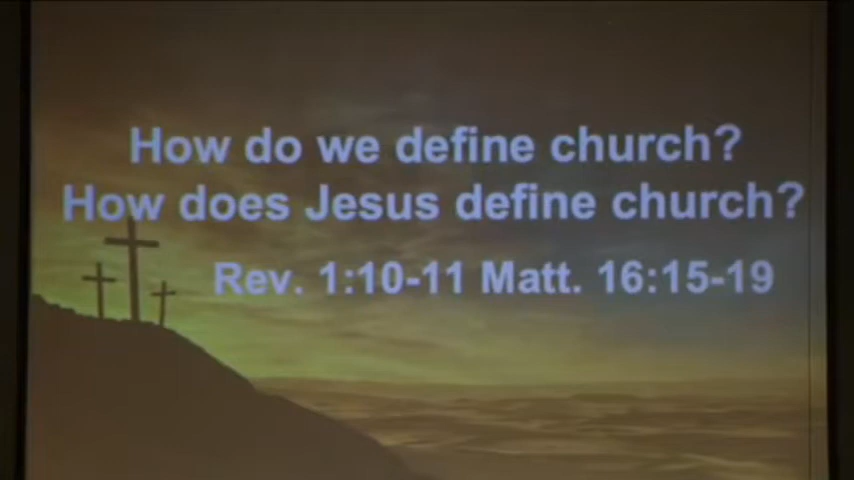 How do we define church?
How does Jesus define church?
Rev. 1:10-11 Matt. 16:15-19